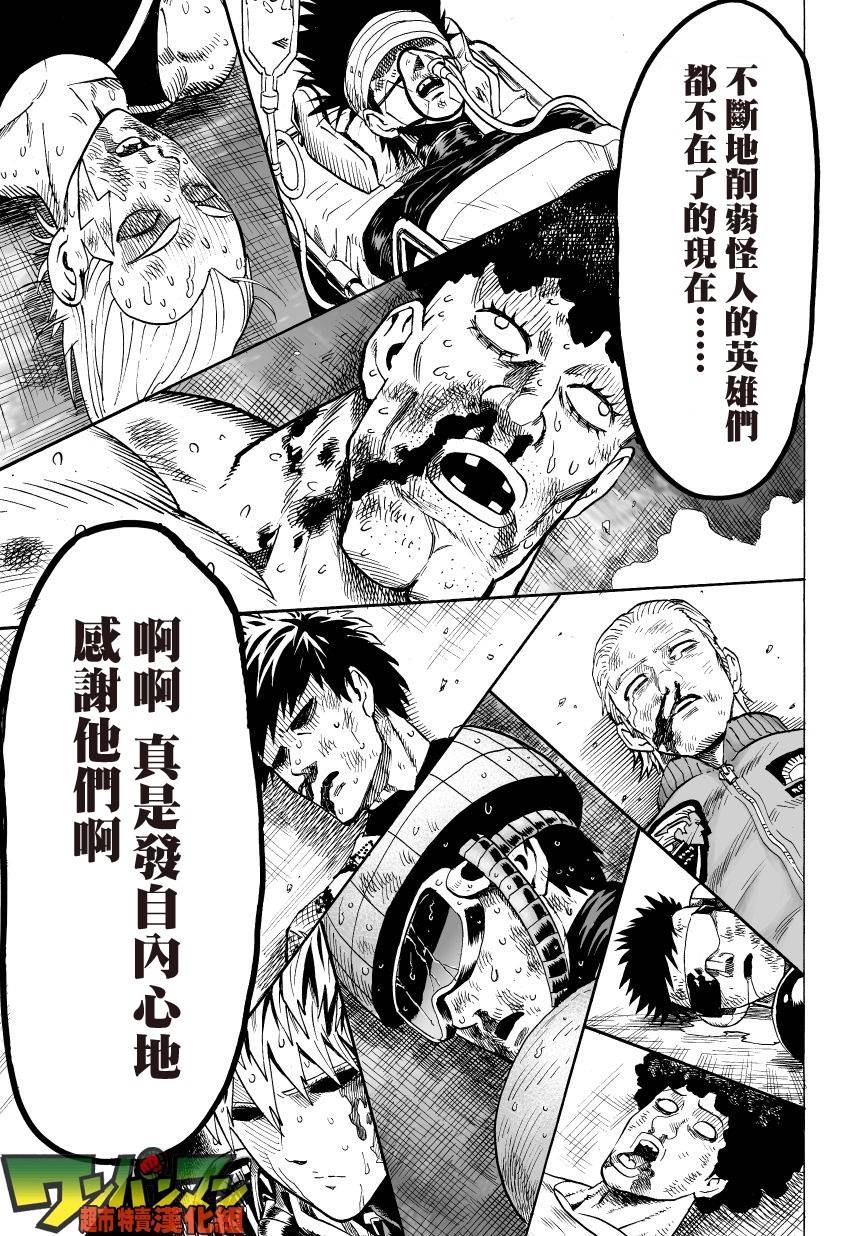 不斷地削弱怪人的英雄們
都不在了的現在……
啊啊 真是發自內心地
感謝他們啊
ワンパンマン
超市特賣漢化組